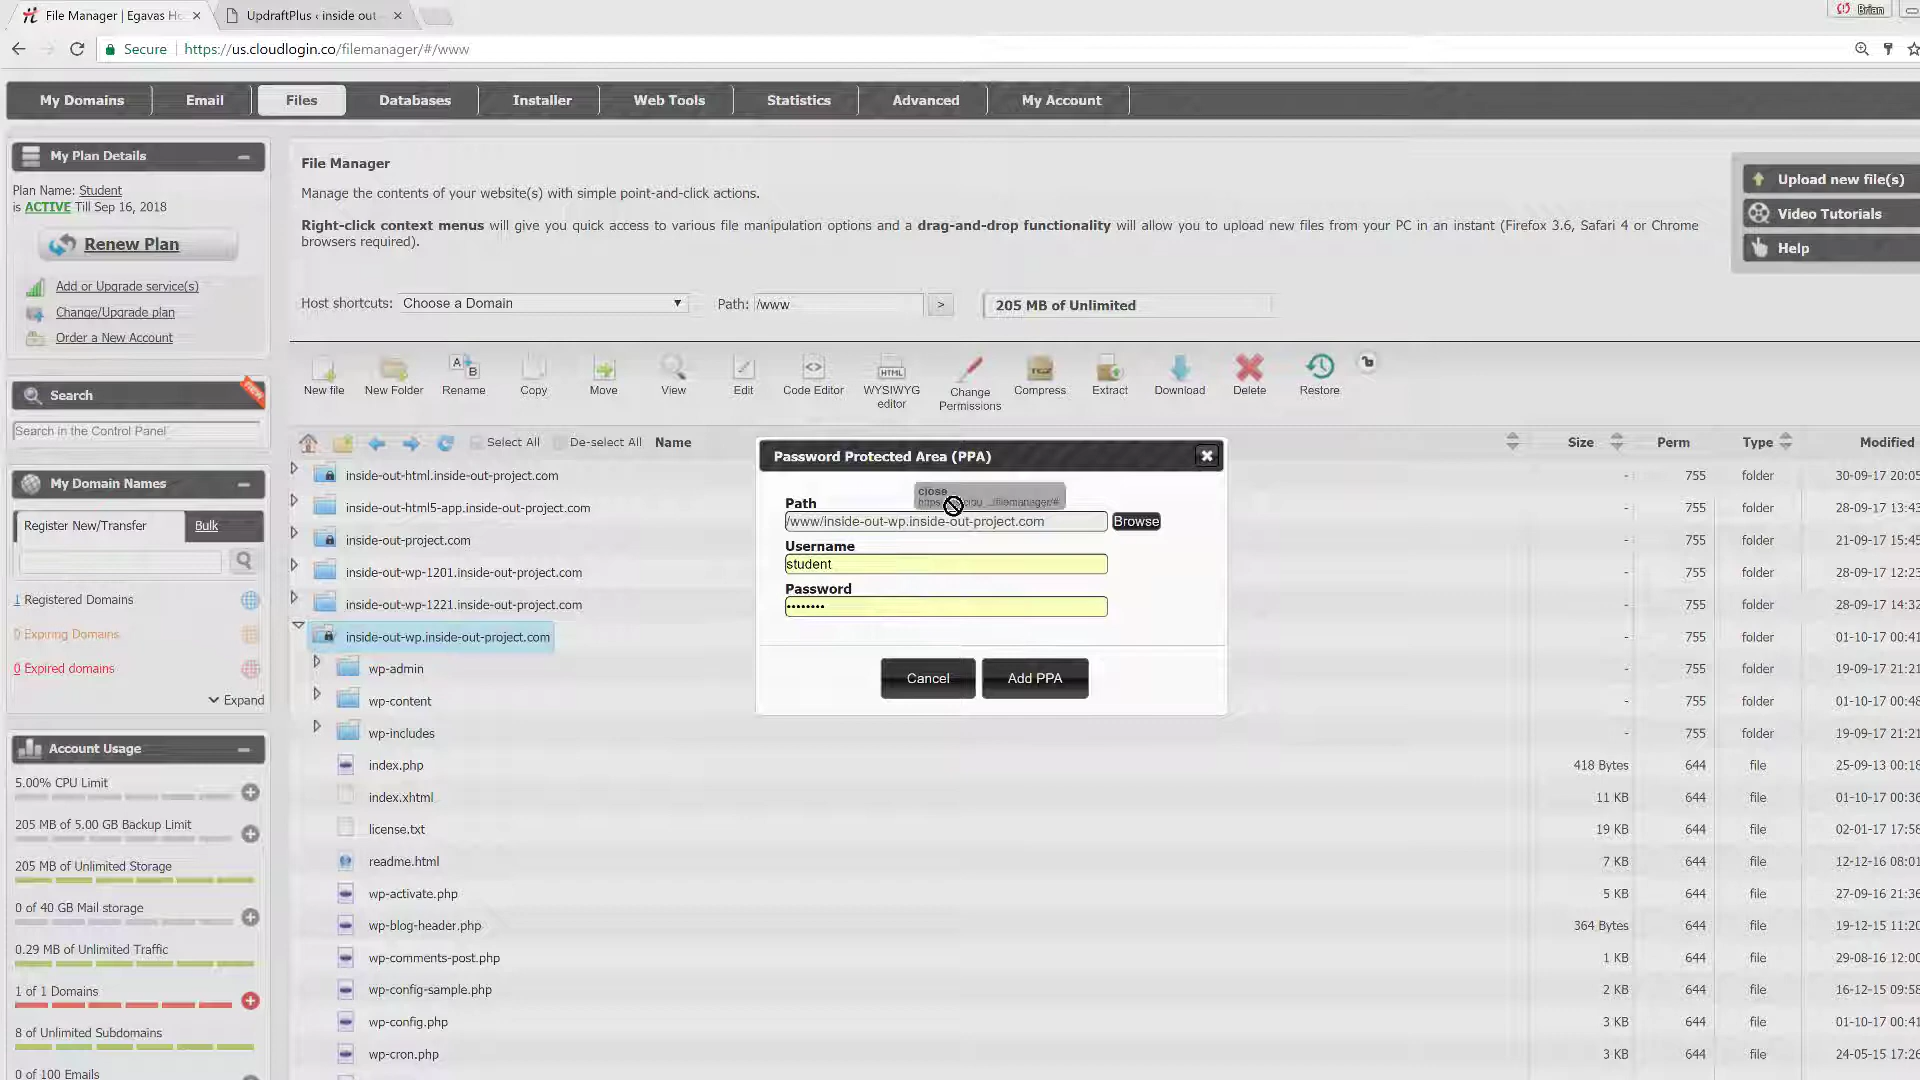 File Manager | Egavas Ho
UpdraftPlus ‹ inside out
Brian
Secure
https://us.cloudlogin.co/filemanager/#/www
My Domains
Email
Files
Databases
Installer
Web Tools
Statistics
Advanced
My Account
My Plan Details
Plan Name: Student
is ACTIVE Till Sep 16, 2018
Renew Plan
Add or Upgrade service(s)
Change/Upgrade plan
Order a New Account
Search
NEW
Search in the Control Panel
My Domain Names
Register New/Transfer
Bulk
1 Registered Domains
0 Expiring Domains
0 Expired domains
Expand
Account Usage
5.00% CPU Limit
205 MB of 5.00 GB Backup Limit
205 MB of Unlimited Storage
0 of 40 GB Mail storage
0.29 MB of Unlimited Traffic
1 of 1 Domains
8 of Unlimited Subdomains
0 of 100 Emails
File Manager
Manage the contents of your website(s) with simple point-and-click actions.
Right-click context menus will give you quick access to various file manipulation options and a drag-and-drop functionality will allow you to upload new files from your PC in an instant (Firefox 3.6, Safari 4 or Chrome
browsers required).
Upload new file(s)
Video Tutorials
Help
Host shortcuts: Choose a Domain
Path: /www
>
205 MB of Unlimited
New file
New Folder
Rename
Copy
Move
View
Edit
Code Editor
WYSIWYG
editor
Change
Permissions
Compress
Extract
Download
Delete
Restore
Select All
De-select All
Name
Size
Perm
Type
Modified
inside-out-html.inside-out-project.com - 755 folder 30-09-17 20:05
inside-out-html5-app.inside-out-project.com - 755 folder 28-09-17 13:43
inside-out-project.com - 755 folder 21-09-17 15:45
inside-out-wp-1201.inside-out-project.com - 755 folder 28-09-17 12:23
inside-out-wp-1221.inside-out-project.com - 755 folder 28-09-17 14:32
inside-out-wp.inside-out-project.com - 755 folder 01-10-17 00:41
wp-admin - 755 folder 19-09-17 21:21
wp-content - 755 folder 01-10-17 00:48
wp-includes - 755 folder 19-09-17 21:21
index.php 418 Bytes 644 file 25-09-13 00:18
index.xhtml 11 KB 644 file 01-10-17 00:36
license.txt 19 KB 644 file 02-01-17 17:58
readme.html 7 KB 644 file 12-12-16 08:01
wp-activate.php 5 KB 644 file 27-09-16 21:36
wp-blog-header.php 364 Bytes 644 file 19-12-15 11:20
wp-comments-post.php 1 KB 644 file 29-08-16 12:00
wp-config-sample.php 2 KB 644 file 16-12-15 09:58
wp-config.php 3 KB 644 file 01-10-17 00:41
wp-cron.php 3 KB 644 file 24-05-15 17:26
Password Protected Area (PPA)
close
Path
/www/inside-out-wp.inside-out-project.com
Browse
Username
student
Password
••••••••
Cancel
Add PPA